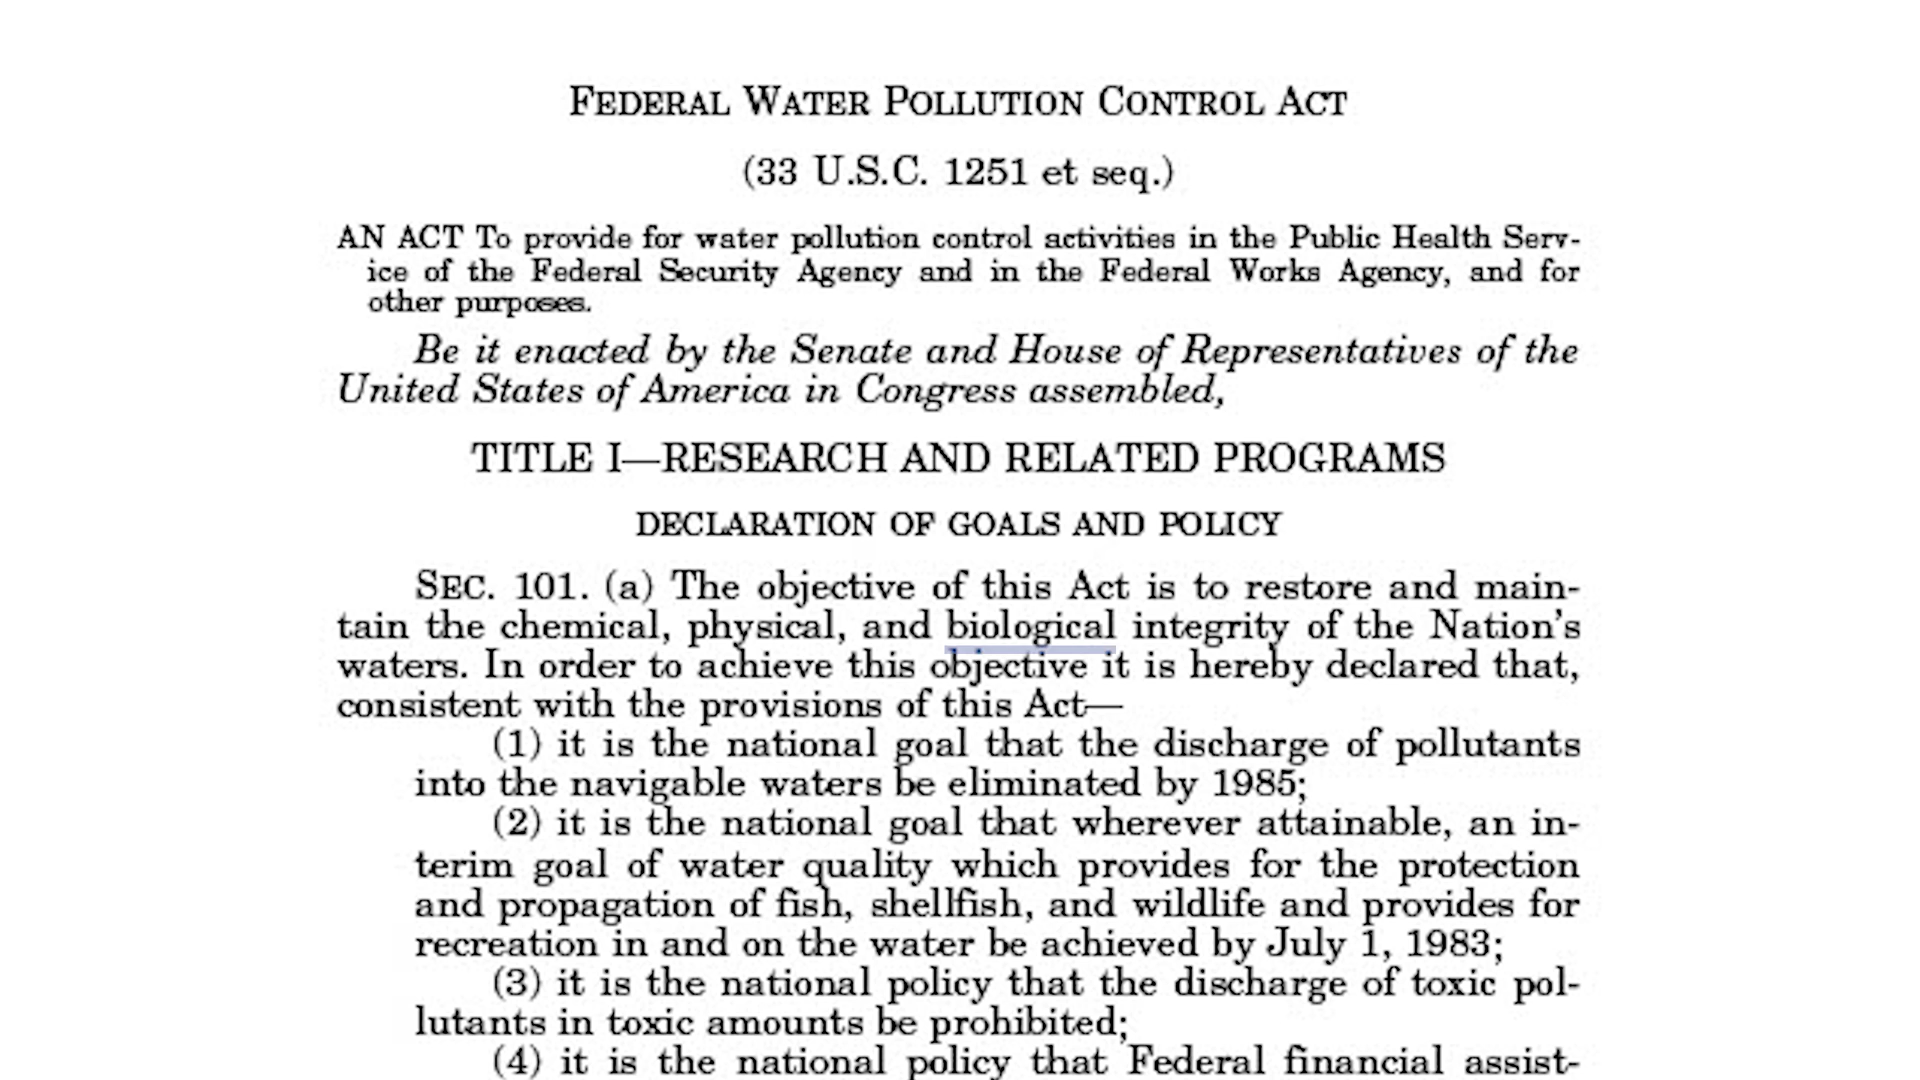 FEDERAL WATER POLLUTION CONTROL ACT
(33 U.S.C. 1251 et seq.)
AN ACT To provide for water pollution control activities in the Public Health Serv-
ice of the Federal Security Agency and in the Federal Works Agency, and for
other purposes.
Be it enacted by the Senate and House of Representatives of the
United States of America in Congress assembled,
TITLE I—RESEARCH AND RELATED PROGRAMS
DECLARATION OF GOALS AND POLICY
SEC. 101. (a) The objective of this Act is to restore and main-
tain the chemical, physical, and biological integrity of the Nation's
waters. In order to achieve this objective it is hereby declared that,
consistent with the provisions of this Act—
(1) it is the national goal that the discharge of pollutants
into the navigable waters be eliminated by 1985;
(2) it is the national goal that wherever attainable, an in-
terim goal of water quality which provides for the protection
and propagation of fish, shellfish, and wildlife and provides for
recreation in and on the water be achieved by July 1, 1983;
(3) it is the national policy that the discharge of toxic pol-
lutants in toxic amounts be prohibited;
(4) it is the national policy that Federal financial assist-